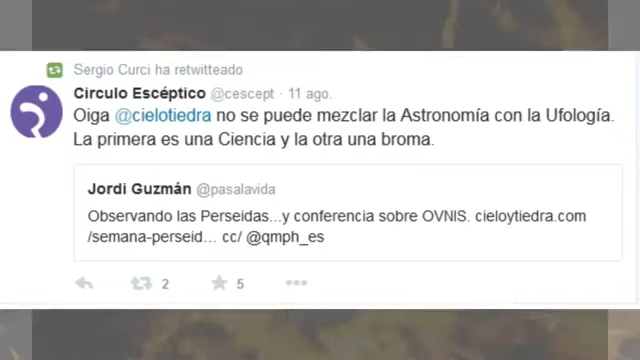 Sergio Curci ha retwitteado
Círculo Escéptico @cescept · 11 ago.
Oiga @cielotiedra no se puede mezclar la Astronomía con la Ufología.
La primera es una Ciencia y la otra una broma.
Jordi Guzmán @pasalavida
Observando las Perseidas...y conferencia sobre OVNIS. cieloytiedra.com
/semana-perseid... cc/ @qmph_es
2 5